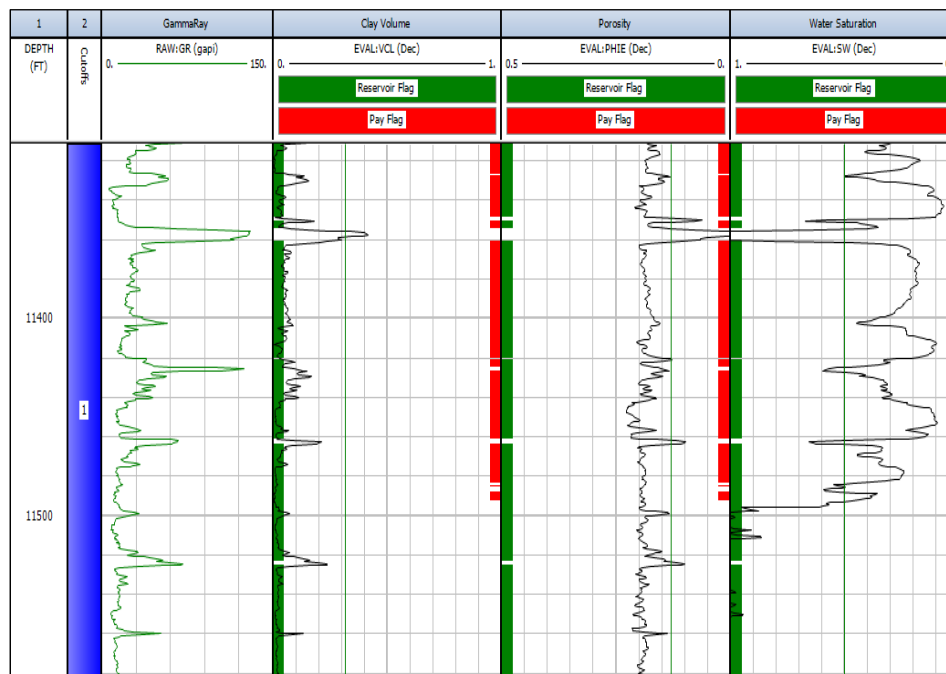 1 2 GammaRay Clay Volume Porosity Water Saturation
DEPTH (FT) Cutoffs RAW:GR (gapi) EVAL:VCL (Dec) EVAL:PHIE (Dec) EVAL:SW (Dec)
0. 150. 0. 1. 0.5 0. 1.
Reservoir Flag Reservoir Flag Reservoir Flag
Pay Flag Pay Flag Pay Flag
11400
1
11500